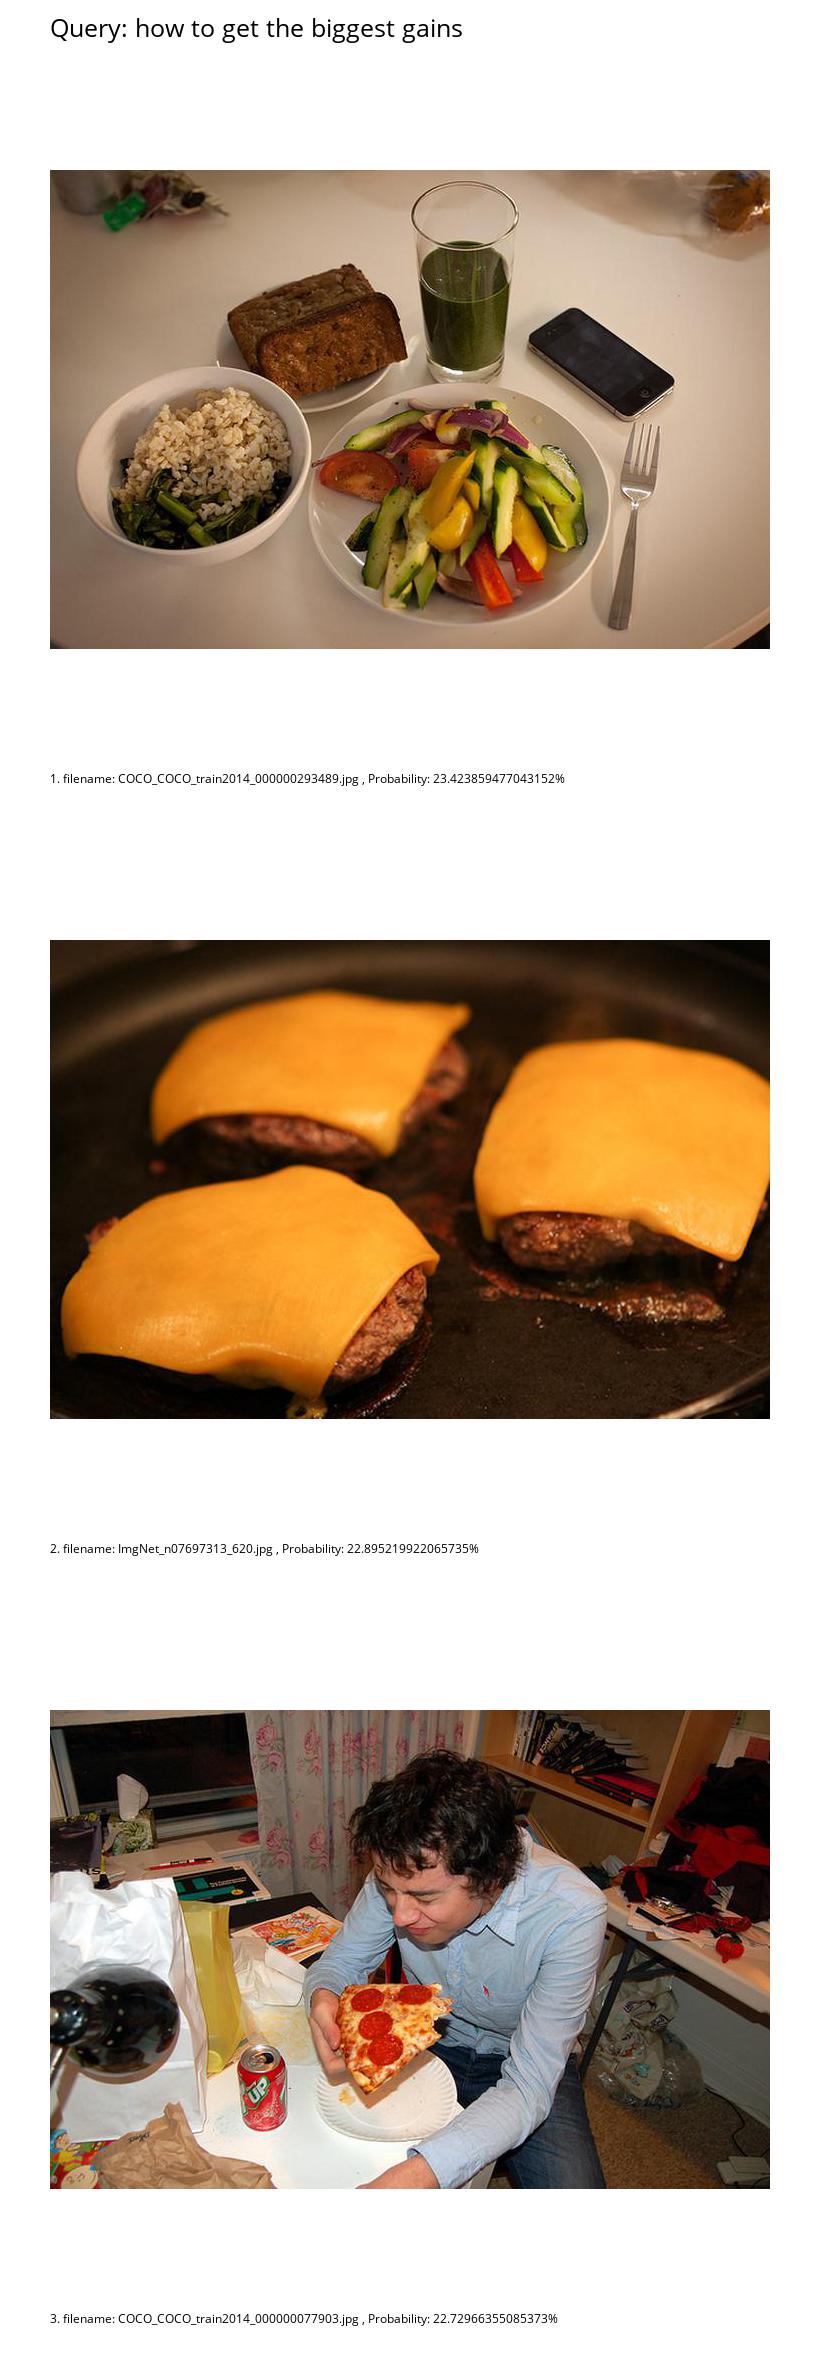 Query: how to get the biggest gains
1. filename: COCO_COCO_train2014_000000293489.jpg , Probability: 23.423859477043152%
2. filename: ImgNet_n07697313_620.jpg , Probability: 22.895219922065735%
UP
3. filename: COCO_COCO_train2014_000000077903.jpg , Probability: 22.72966355085373%